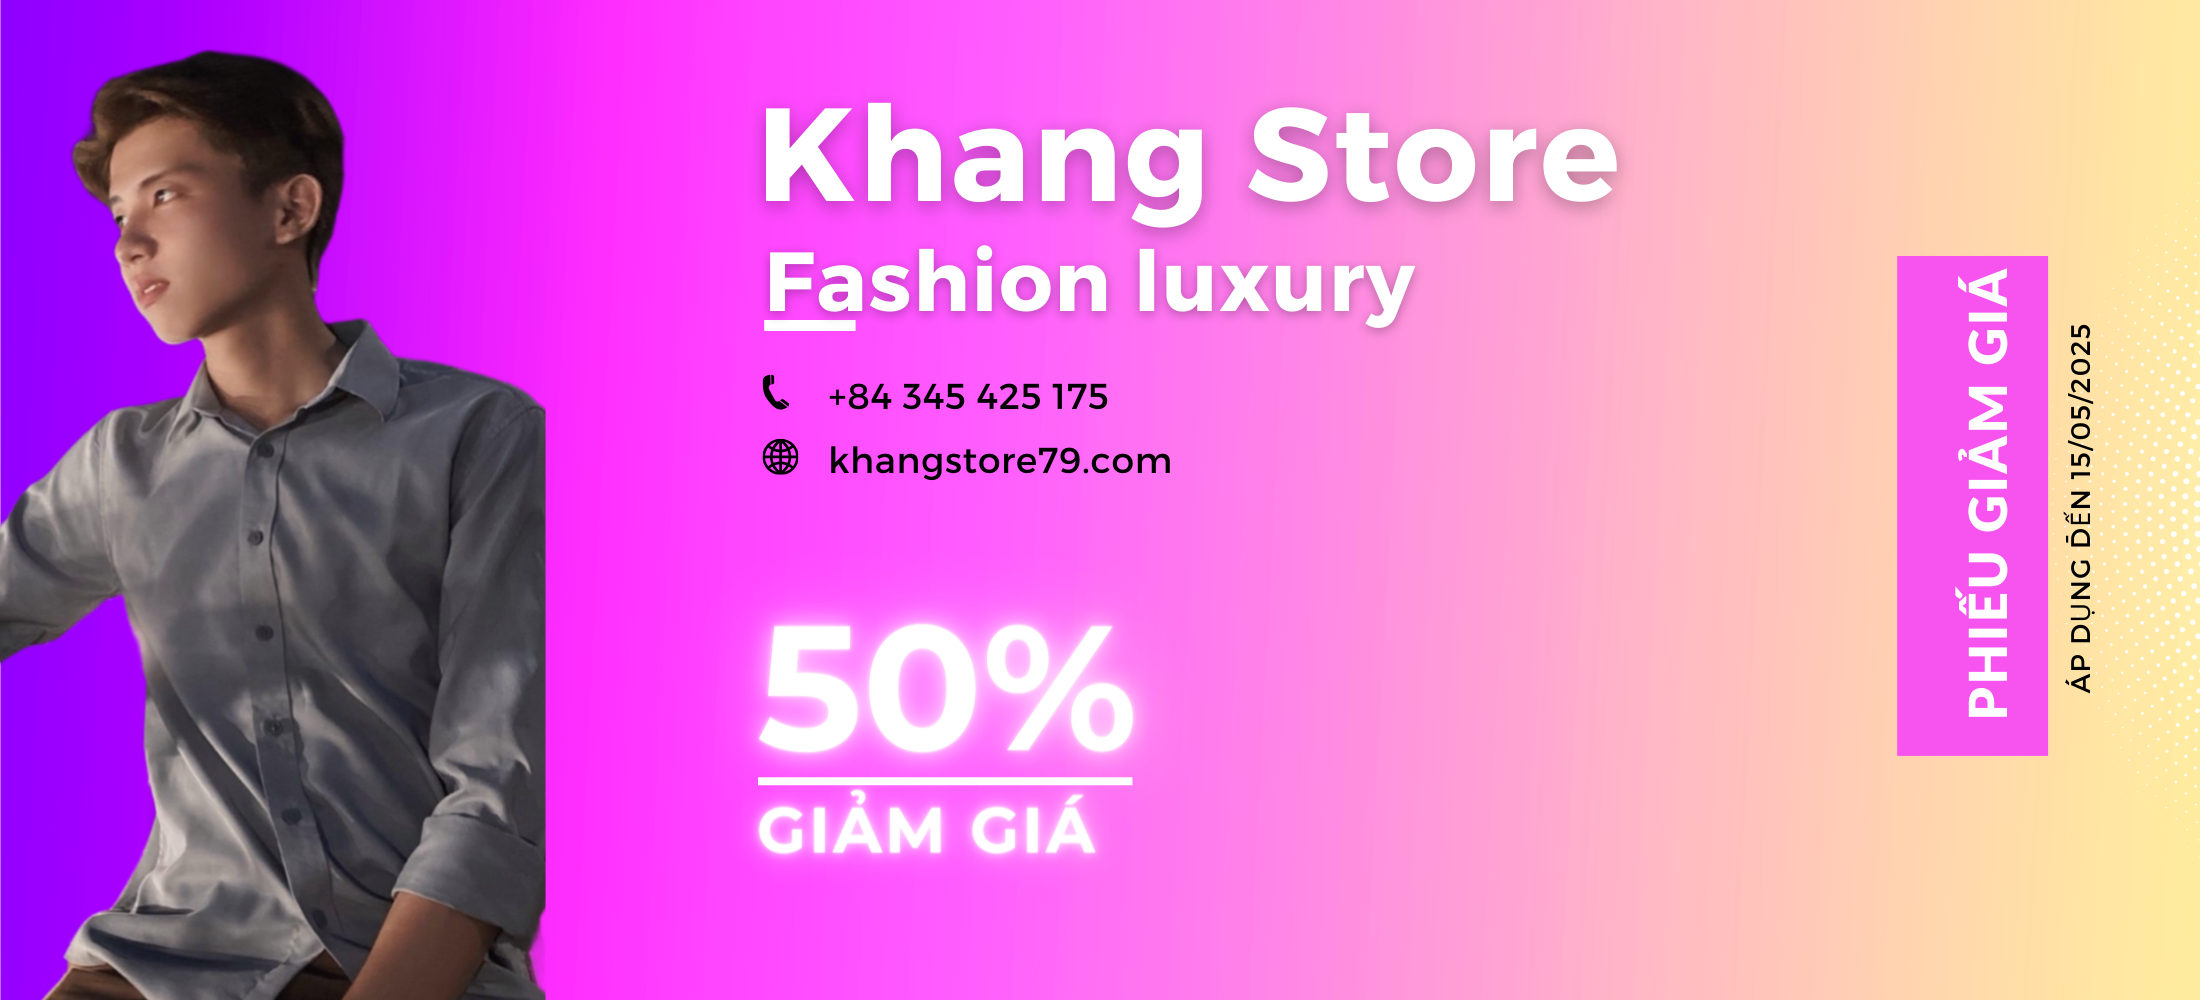 Khang Store
Fashion luxury
+84 345 425 175
khangstore79.com
50%
GIẢM GIÁ
PHIẾU GIẢM GIÁ
ÁP DỤNG DẾN 15/05/2025